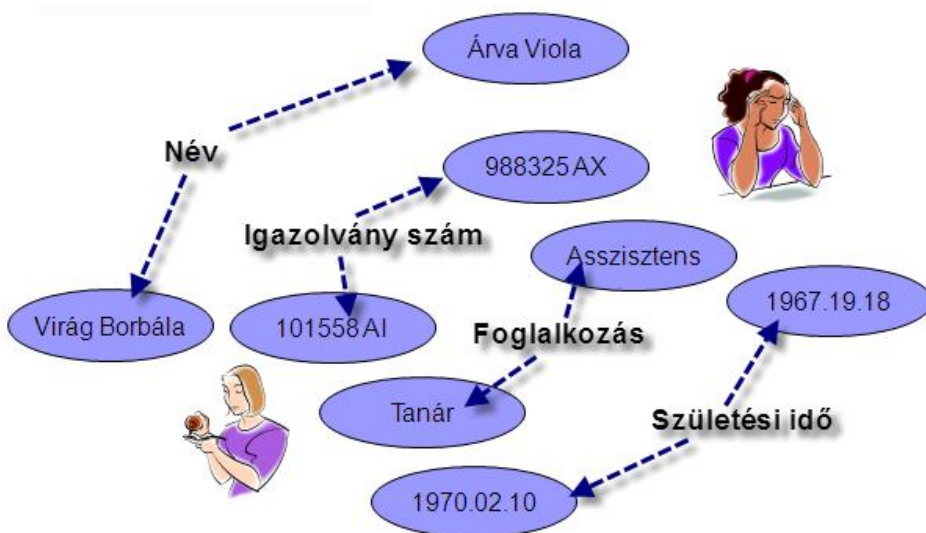 Árva Viola
Név
988325 AX
Igazolvány szám
Asszisztens
1967.19.18
Virág Borbála
101558 AI
Foglalkozás
Tanár
Születési idő
1970.02.10